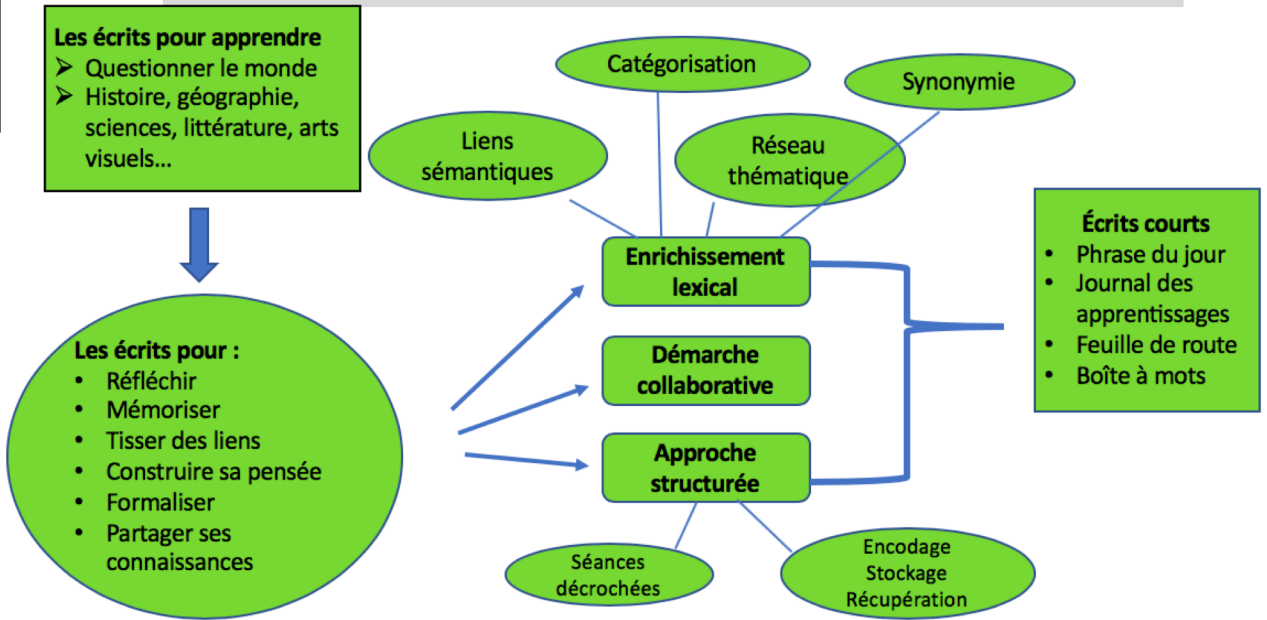 Les écrits pour apprendre
➢ Questionner le monde
➢ Histoire, géographie,
sciences, littérature, arts
visuels...
Les écrits pour :
• Réfléchir
• Mémoriser
• Tisser des liens
• Construire sa pensée
• Formaliser
• Partager ses
connaissances
Catégorisation
Synonymie
Liens
sémantiques
Réseau
thématique
Enrichissement
lexical
Démarche
collaborative
Approche
structurée
Séances
décrochées
Encodage
Stockage
Récupération
Écrits courts
• Phrase du jour
• Journal des
apprentissages
• Feuille de route
• Boîte à mots